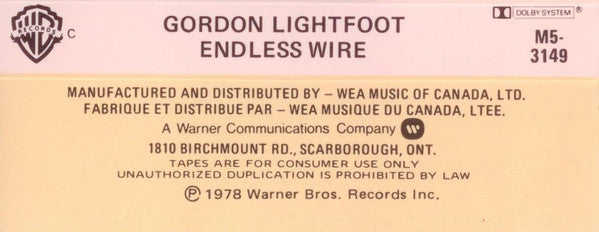 WB RECORDS C
GORDON LIGHTFOOT
ENDLESS WIRE
DOLBY SYSTEM ®
M5-
3149
MANUFACTURED AND DISTRIBUTED BY – WEA MUSIC OF CANADA, LTD.
FABRIQUE ET DISTRIBUE PAR – WEA MUSIQUE DU CANADA, LTEE.
A Warner Communications Company
1810 BIRCHMOUNT RD., SCARBOROUGH, ONT.
TAPES ARE FOR CONSUMER USE ONLY
UNAUTHORIZED DUPLICATION IS PROHIBITED BY LAW
℗ 1978 Warner Bros. Records Inc.